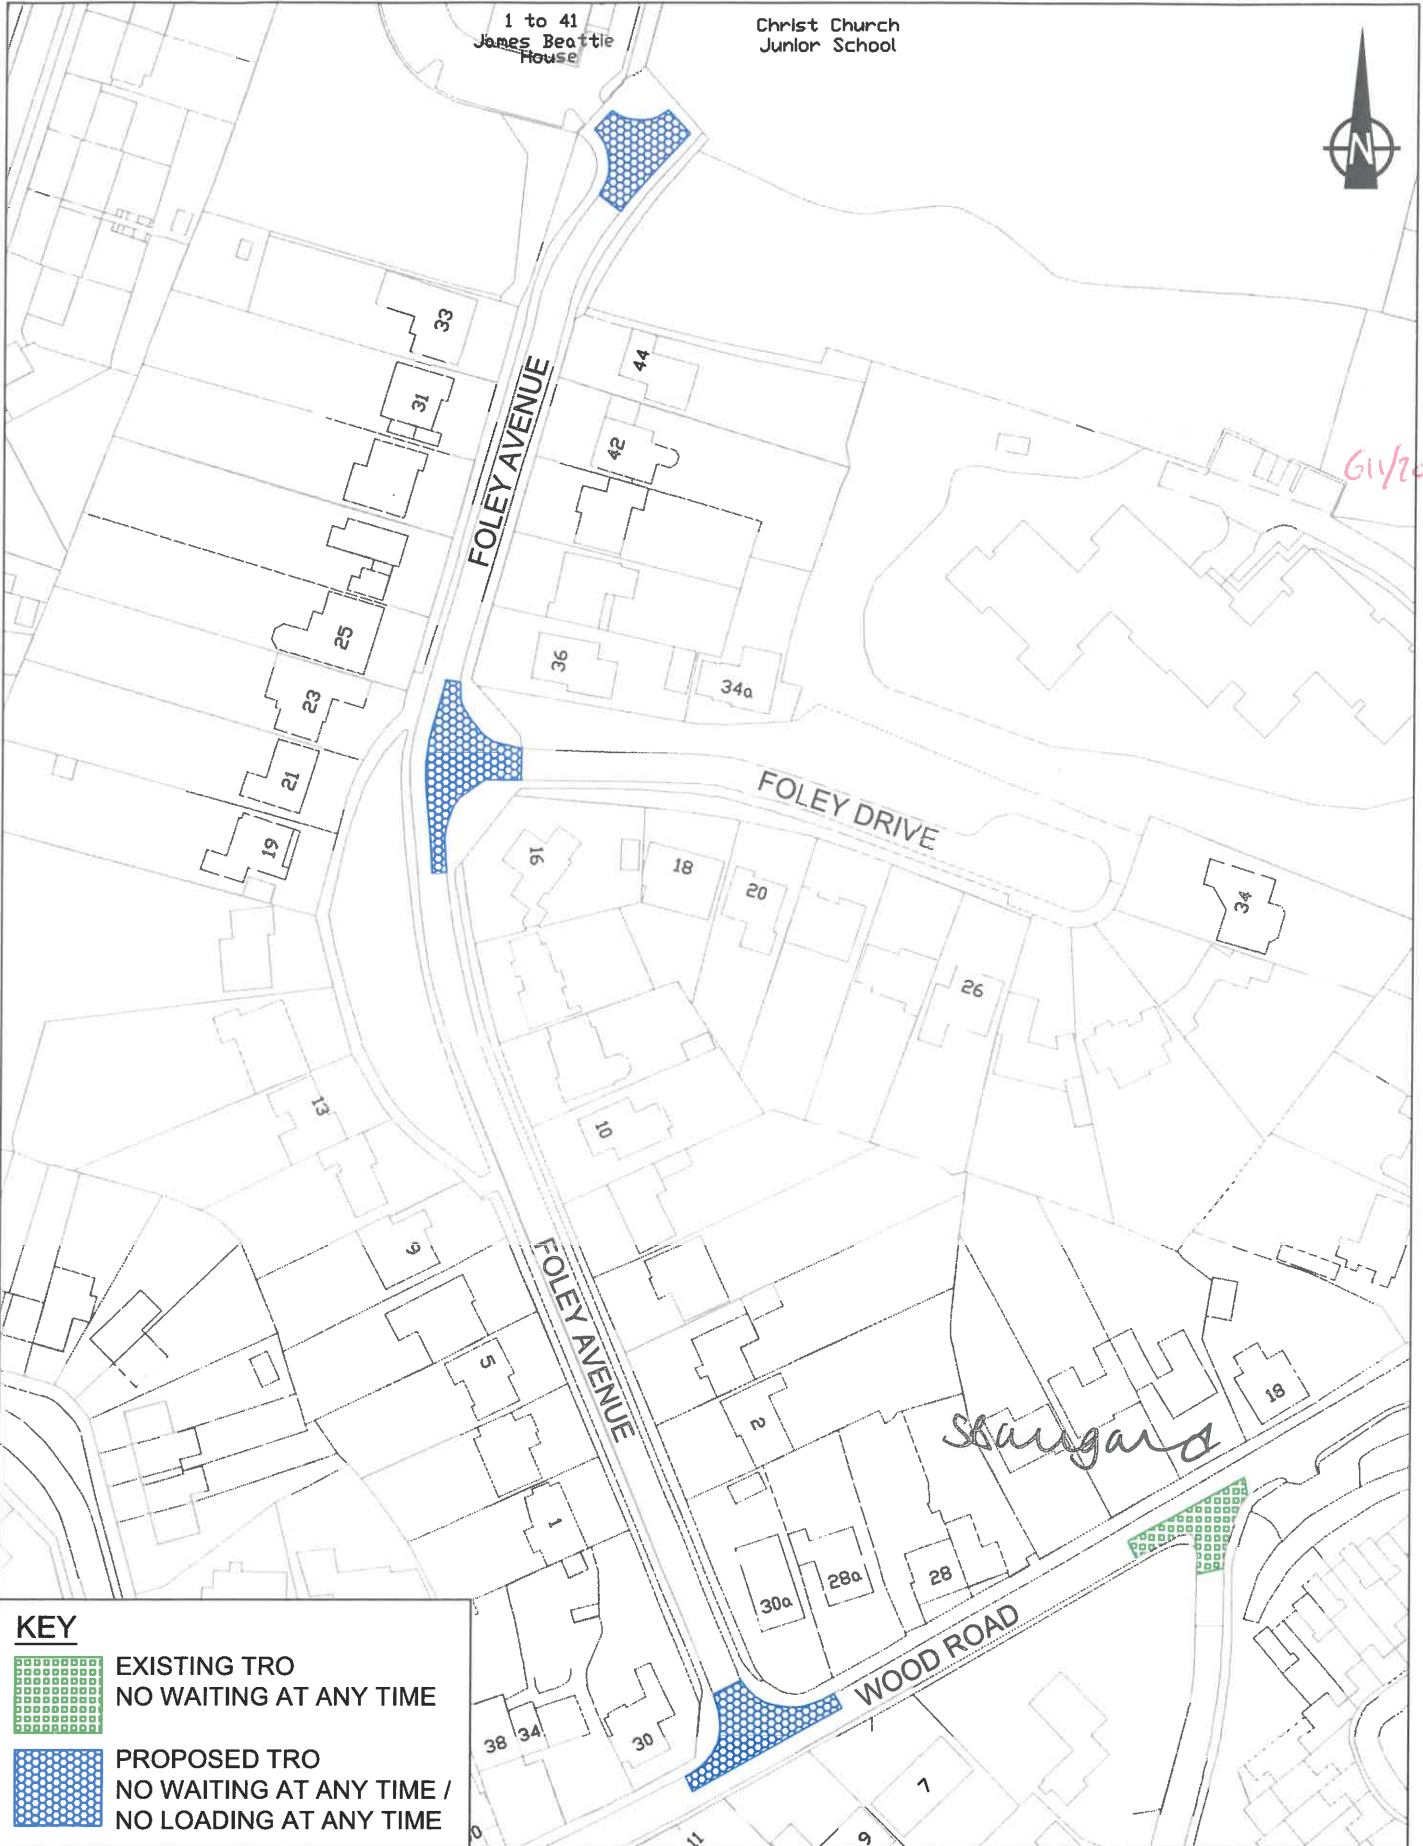 1 to 41
James Beattie
House
Christ Church
Junior School
N
33
44
31
FOLEY AVENUE
42
25
36
34a
23
21
FOLEY DRIVE
19
16
18
20
34
26
13
10
9
FOLEY AVENUE
5
2
18
1
30a
28a
28
WOOD ROAD
38
34
30
7
11
9
KEY
EXISTING TRO
NO WAITING AT ANY TIME
PROPOSED TRO
NO WAITING AT ANY TIME /
NO LOADING AT ANY TIME